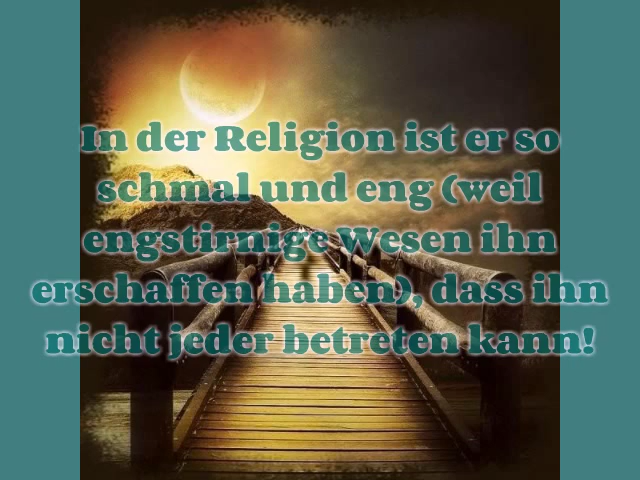 In der Religion ist er so
schmal und eng (weil
engstirnige Wesen ihn
erschaffen haben), dass ihn
nicht jeder betreten kann!